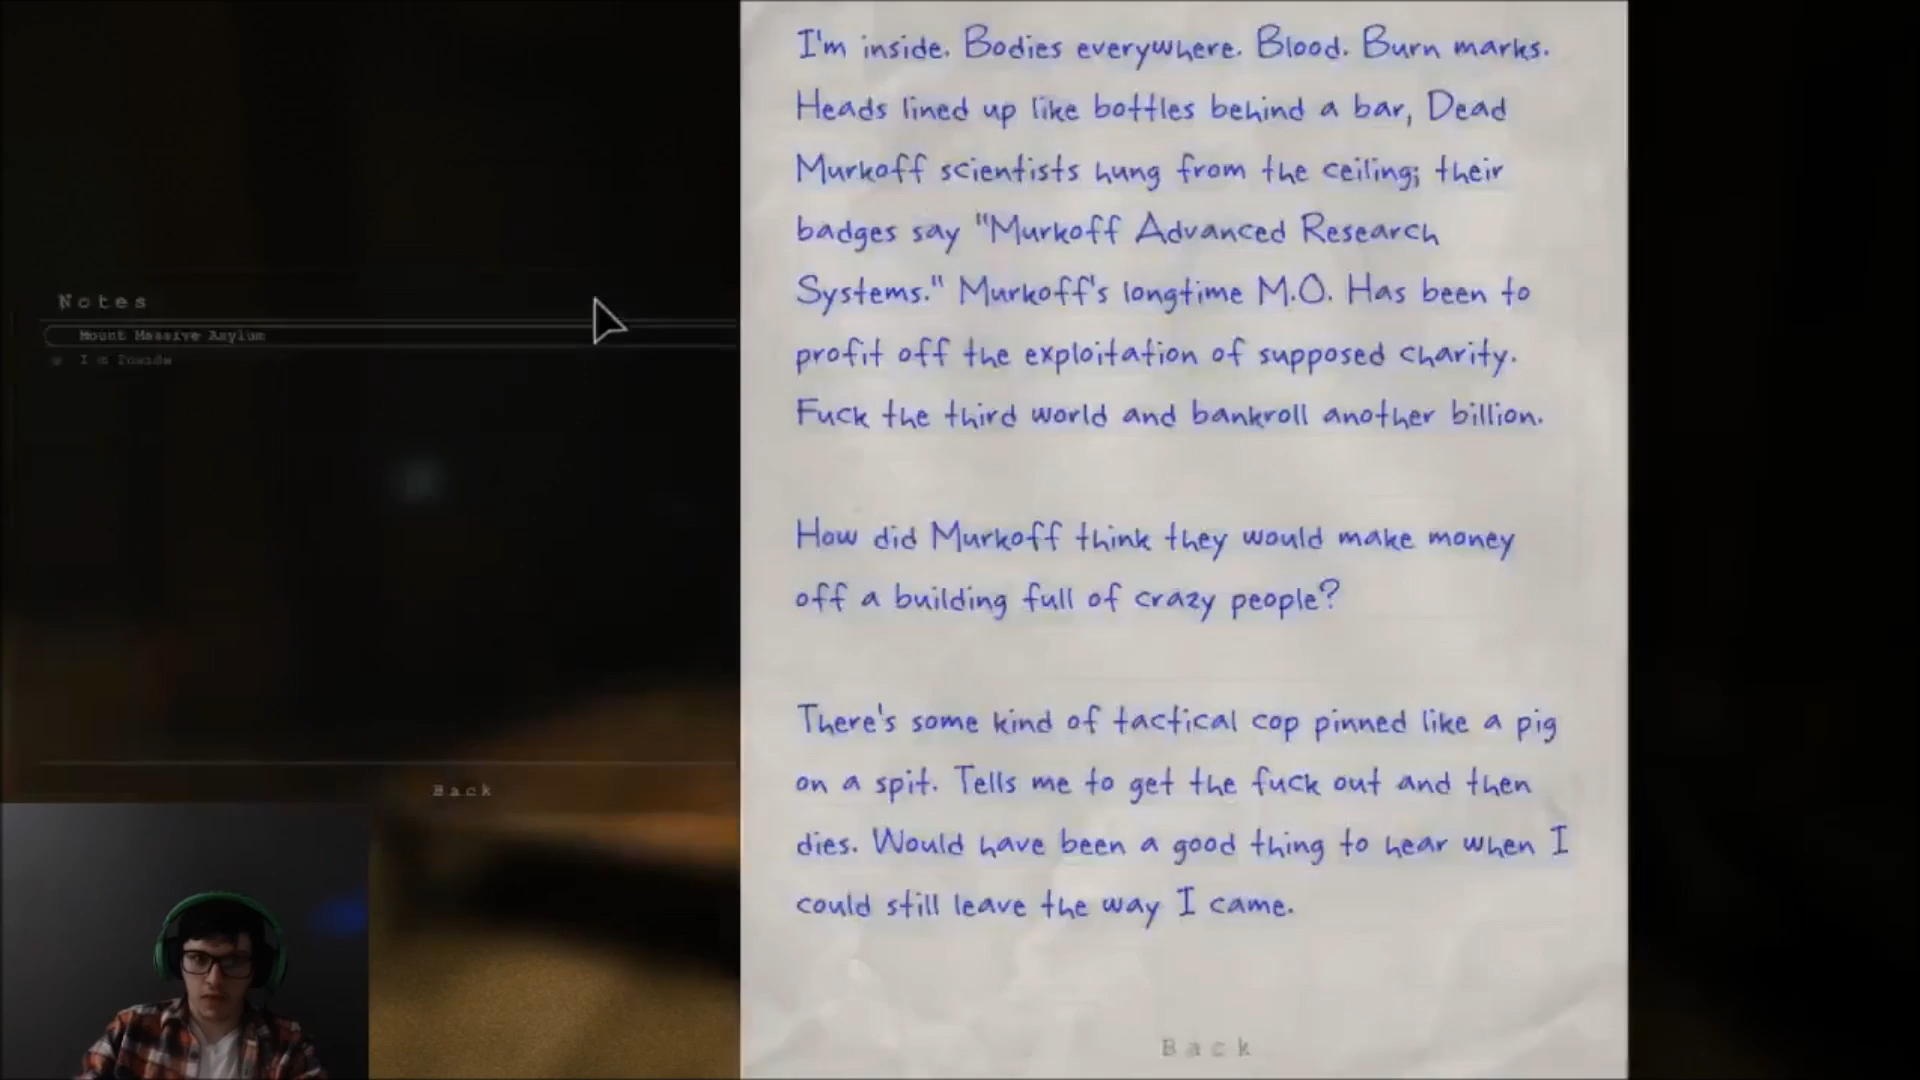 Notes
Mount Massive Asylum
I'm Inside
Back
I'm inside. Bodies everywhere. Blood. Burn marks.
Heads lined up like bottles behind a bar, Dead
Murkoff scientists hung from the ceiling; their
badges say "Murkoff Advanced Research
Systems." Murkoff's longtime M.O. Has been to
profit off the exploitation of supposed charity.
Fuck the third world and bankroll another billion.
How did Murkoff think they would make money
off a building full of crazy people?
There's some kind of tactical cop pinned like a pig
on a spit. Tells me to get the fuck out and then
dies. Would have been a good thing to hear when I
could still leave the way I came.
Back